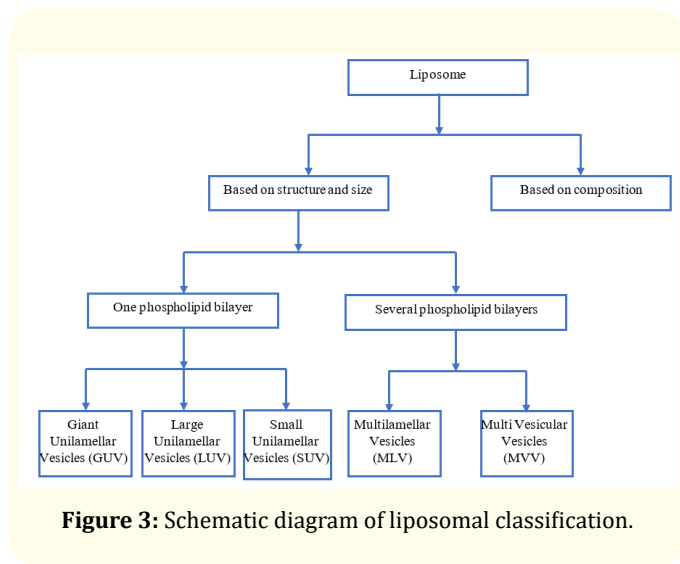 Liposome
Based on structure and size
Based on composition
One phospholipid bilayer
Several phospholipid bilayers
Giant
Unilamellar
Vesicles (GUV)
Large
Unilamellar
Vesicles (LUV)
Small
Unilamellar
Vesicles (SUV)
Multilamellar
Vesicles
(MLV)
Multi Vesicular
Vesicles
(MVV)
Figure 3: Schematic diagram of liposomal classification.